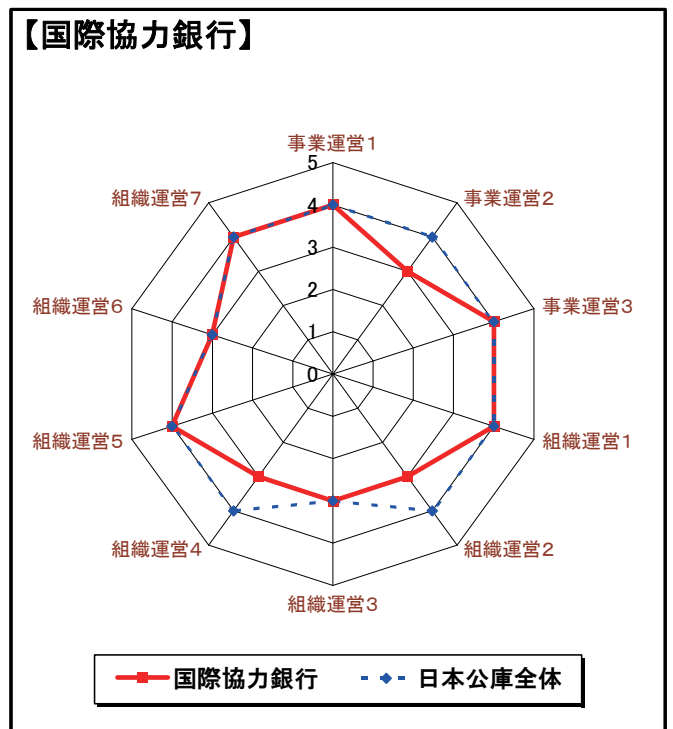 【国際協力銀行】
事業運営1
5
組織運営7
事業運営2
4
3
組織運営6
事業運営3
2
1
0
組織運営5
組織運営1
組織運営4
組織運営2
組織運営3
国際協力銀行
日本公庫全体